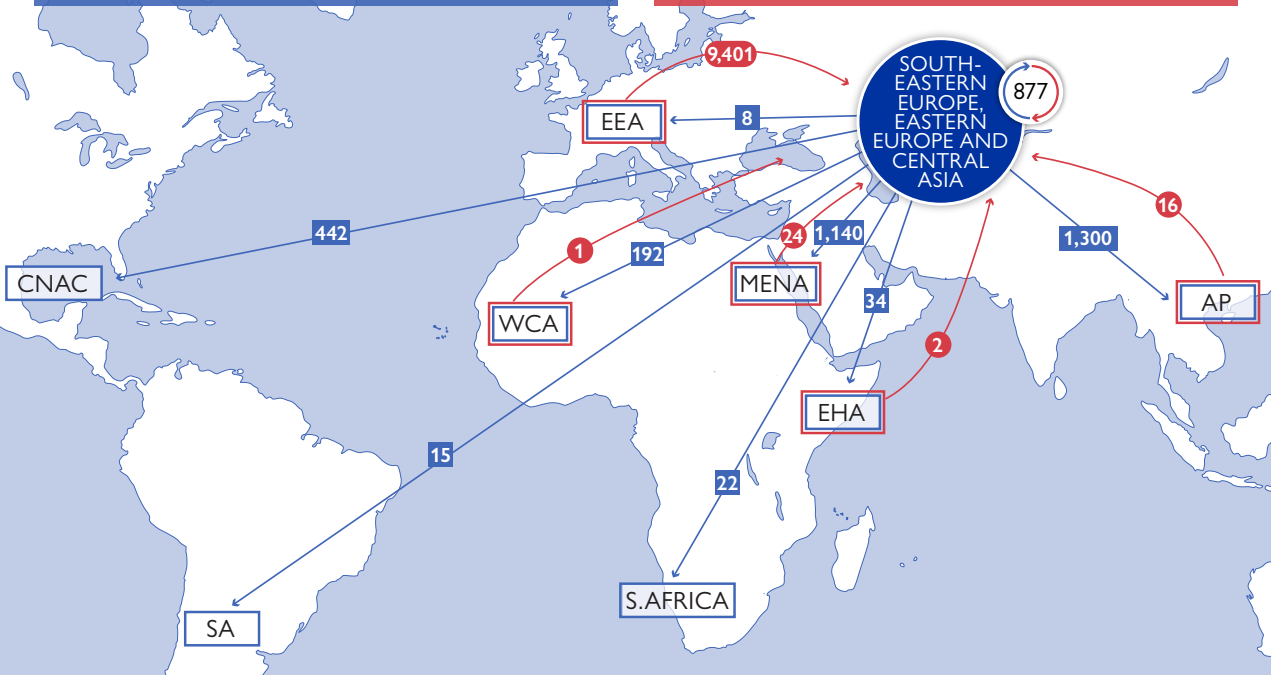 9,401
SOUTH-
EASTERN
EUROPE,
EASTERN
EUROPE AND
CENTRAL
ASIA
877
EEA
8
16
442
1
192
24
1,140
1,300
CNAC
MENA
WCA
34
AP
2
EHA
15
22
S.AFRICA
SA